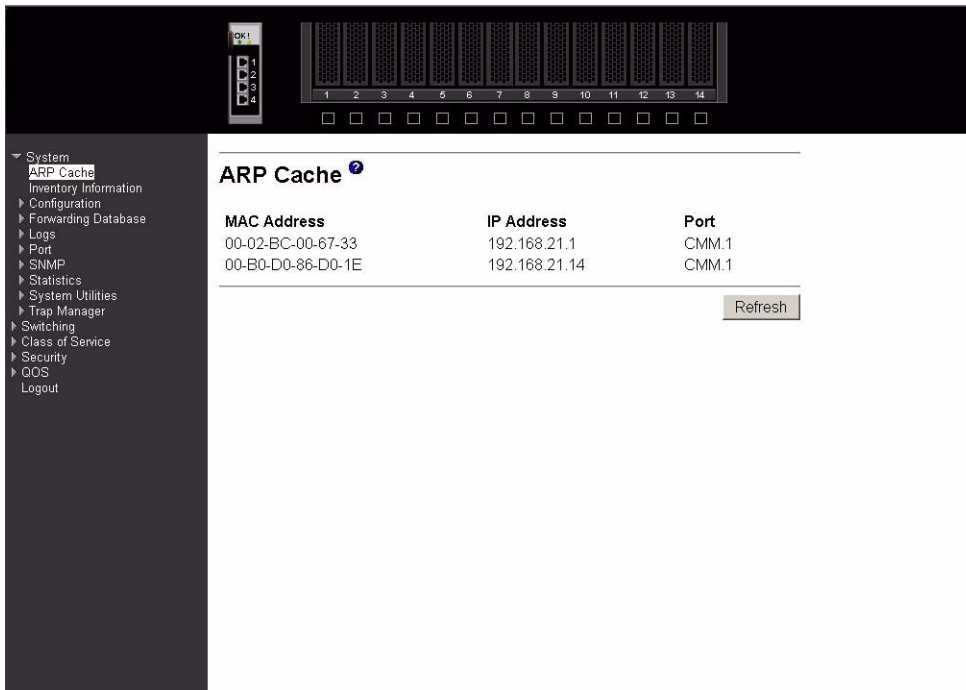 OK!
1
2
3
4
1 2 3 4 5 6 7 8 9 10 11 12 13 14
System
ARP Cache
Inventory Information
Configuration
Forwarding Database
Logs
Port
SNMP
Statistics
System Utilities
Trap Manager
Switching
Class of Service
Security
QOS
Logout
ARP Cache ?
MAC Address IP Address Port
00-02-BC-00-67-33 192.168.21.1 CMM.1
00-B0-D0-86-D0-1E 192.168.21.14 CMM.1
Refresh